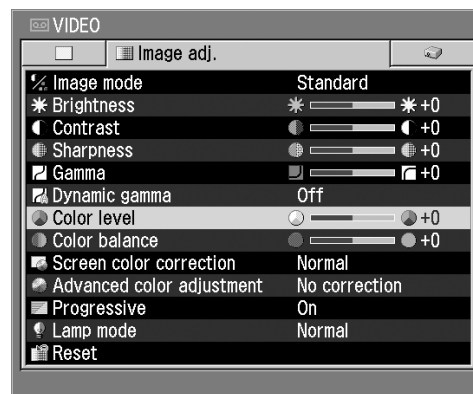 VIDEO
Image adj.
Image mode Standard
Brightness +0
Contrast +0
Sharpness +0
Gamma +0
Dynamic gamma Off
Color level +0
Color balance +0
Screen color correction Normal
Advanced color adjustment No correction
Progressive On
Lamp mode Normal
Reset